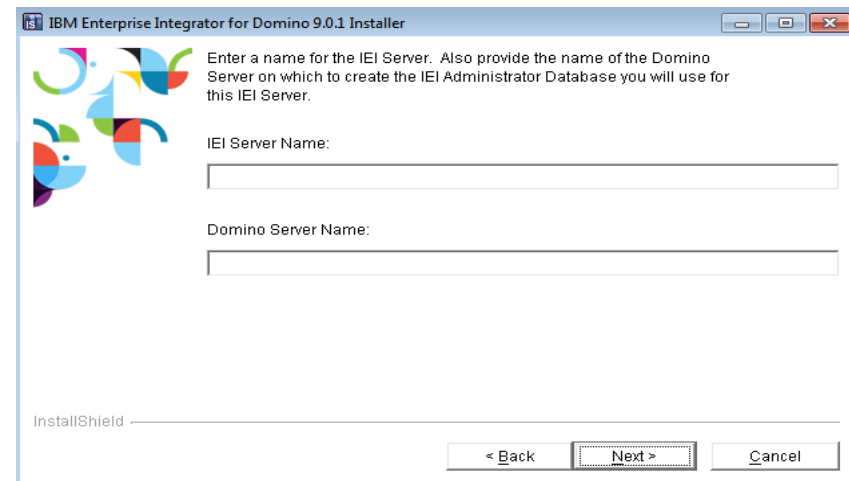 IBM Enterprise Integrator for Domino 9.0.1 Installer
Enter a name for the IEI Server.  Also provide the name of the Domino
Server on which to create the IEI Administrator Database you will use for
this IEI Server.
IEI Server Name:
Domino Server Name:
InstallShield
< Back
Next >
Cancel